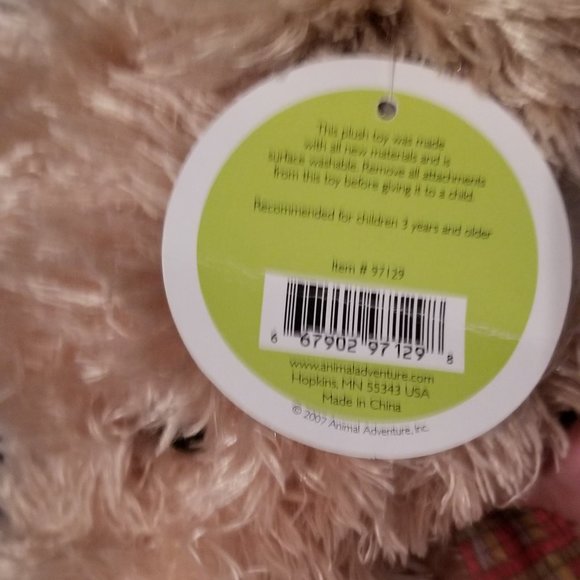 This plush toy was made
with all new materials and is
surface washable. Remove all attachments
from this toy before giving it to a child.
Recommended for children 3 years and older
Item # 97129
6 67902 97129 8
www.animaladventure.com
Hopkins, MN 55343 USA
Made in China
© 2007 Animal Adventure, Inc.